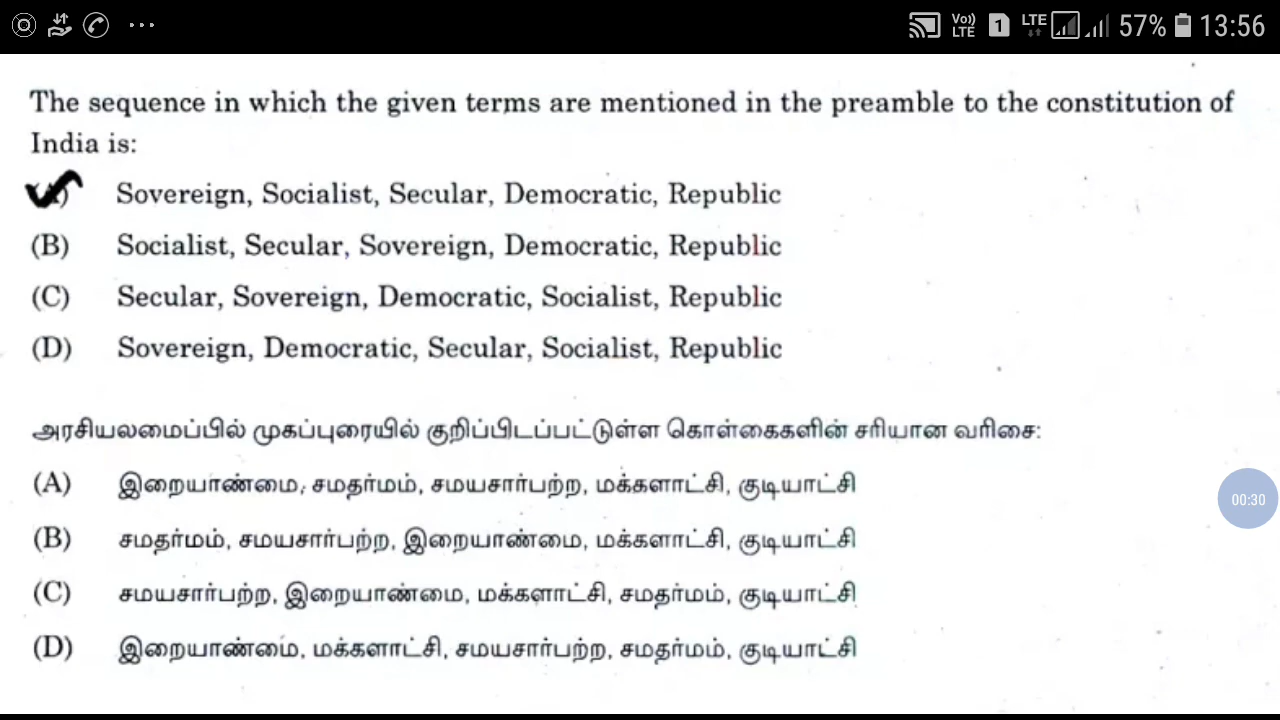 Vo)) LTE 1 LTE 57% 13:56
The sequence in which the given terms are mentioned in the preamble to the constitution of
India is:
Sovereign, Socialist, Secular, Democratic, Republic
(B) Socialist, Secular, Sovereign, Democratic, Republic
(C) Secular, Sovereign, Democratic, Socialist, Republic
(D) Sovereign, Democratic, Secular, Socialist, Republic
அரசியலமைப்பில் முகப்புரையில் குறிப்பிடப்பட்டுள்ள கொள்கைகளின் சரியான வரிசை:
(A) இறையாண்மை, சமதர்மம், சமயசார்பற்ற, மக்களாட்சி, குடியாட்சி
(B) சமதர்மம், சமயசார்பற்ற, இறையாண்மை, மக்களாட்சி, குடியாட்சி
00:30
(C) சமயசார்பற்ற, இறையாண்மை, மக்களாட்சி, சமதர்மம், குடியாட்சி
(D) இறையாண்மை, மக்களாட்சி, சமயசார்பற்ற, சமதர்மம், குடியாட்சி